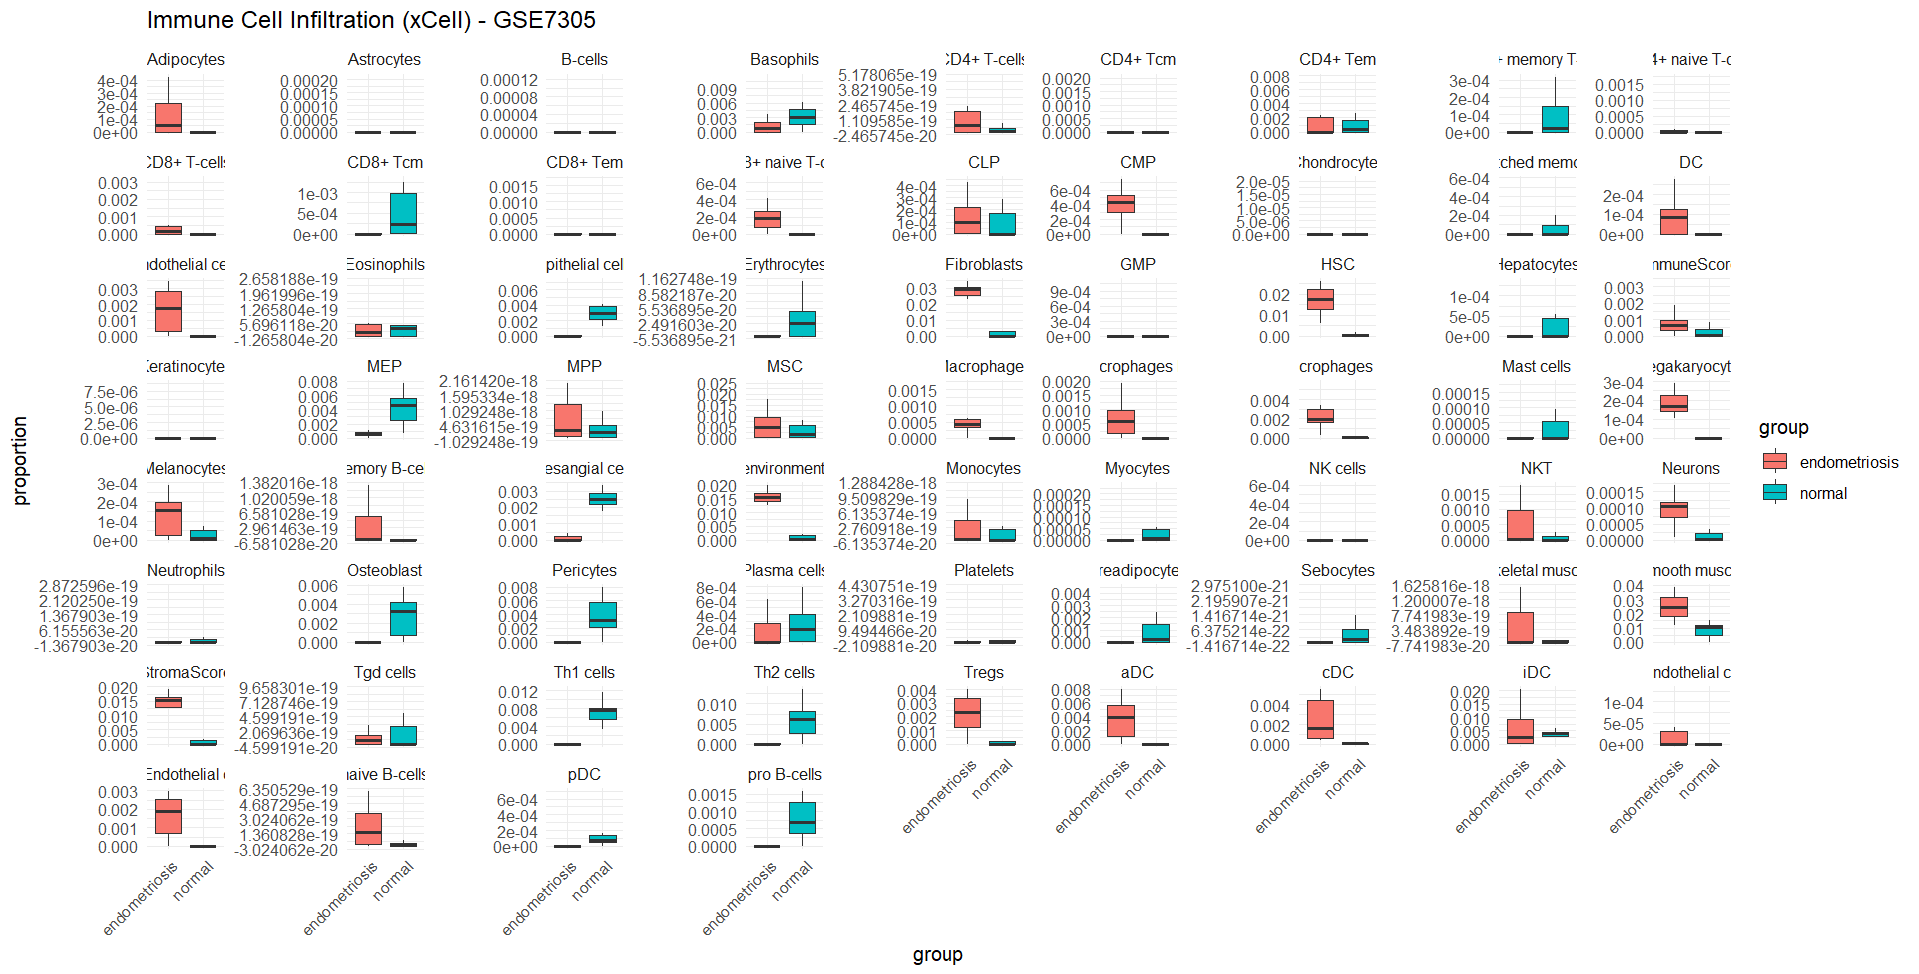 Immune Cell Infiltration (xCell) - GSE7305
Adipocytes Astrocytes B-cells Basophils CD4+ T-cells CD4+ Tcm CD4+ Tem + memory T- 4+ naive T-c
4e-04
3e-04
2e-04
1e-04
0e+00
0.00020
0.00015
0.00010
0.00005
0.00000
0.00012
0.00008
0.00004
0.00000
0.009
0.006
0.003
0.000
5.178065e-19
3.821905e-19
2.465745e-19
1.109585e-19
-2.465745e-20
0.0020
0.0015
0.0010
0.0005
0.0000
0.008
0.006
0.004
0.002
0.000
3e-04
2e-04
1e-04
0e+00
0.0015
0.0010
0.0005
0.0000
CD8+ T-cells CD8+ Tcm CD8+ Tem 8+ naive T-c CLP CMP Chondrocyte tched memo DC
0.003
0.002
0.001
0.000
1e-03
5e-04
0e+00
0.0015
0.0010
0.0005
0.0000
6e-04
4e-04
2e-04
0e+00
4e-04
3e-04
2e-04
1e-04
0e+00
6e-04
4e-04
2e-04
0e+00
2.0e-05
1.5e-05
1.0e-05
5.0e-06
0.0e+00
6e-04
4e-04
2e-04
0e+00
2e-04
1e-04
0e+00
ndothelial ce Eosinophils pithelial cel Erythrocytes Fibroblasts GMP HSC Hepatocytes mmuneScore
0.003
0.002
0.001
0.000
2.658188e-19
1.961996e-19
1.265804e-19
5.696118e-20
-1.265804e-20
0.006
0.004
0.002
0.000
1.162748e-19
8.582187e-20
5.536895e-20
2.491603e-20
-5.536895e-21
0.03
0.02
0.01
0.00
9e-04
6e-04
3e-04
0e+00
0.02
0.01
0.00
1e-04
5e-05
0e+00
0.003
0.002
0.001
0.000
Keratinocyte MEP MPP MSC Macrophage crophages crophages Mast cells egakaryocyt
7.5e-06
5.0e-06
2.5e-06
0.0e+00
0.008
0.006
0.004
0.002
0.000
2.161420e-18
1.595334e-18
1.029248e-18
4.631615e-19
-1.029248e-19
0.025
0.020
0.015
0.010
0.005
0.000
0.0015
0.0010
0.0005
0.0000
0.0020
0.0015
0.0010
0.0005
0.0000
0.004
0.002
0.000
0.00015
0.00010
0.00005
0.00000
3e-04
2e-04
1e-04
0e+00
Melanocytes emory B-cel esangial ce environment Monocytes Myocytes NK cells NKT Neurons
3e-04
2e-04
1e-04
0e+00
1.382016e-18
1.020059e-18
6.581028e-19
2.961463e-19
-6.581028e-20
0.003
0.002
0.001
0.000
0.020
0.015
0.010
0.005
0.000
1.288428e-18
9.509829e-19
6.135374e-19
2.760918e-19
-6.135374e-20
0.00020
0.00015
0.00010
0.00005
0.00000
6e-04
4e-04
2e-04
0e+00
0.0015
0.0010
0.0005
0.0000
0.00015
0.00010
0.00005
0.00000
Neutrophils Osteoblast Pericytes Plasma cells Platelets readipocyte Sebocytes keletal musc mooth musc
2.872596e-19
2.120250e-19
1.367903e-19
6.155563e-20
-1.367903e-20
0.006
0.004
0.002
0.000
0.008
0.006
0.004
0.002
0.000
8e-04
6e-04
4e-04
2e-04
0e+00
4.430751e-19
3.270316e-19
2.109881e-19
9.494466e-20
-2.109881e-20
0.004
0.003
0.002
0.001
0.000
2.975100e-21
2.195907e-21
1.416714e-21
6.375214e-22
-1.416714e-22
1.625816e-18
1.200007e-18
7.741983e-19
3.483892e-19
-7.741983e-20
0.04
0.03
0.02
0.01
0.00
StromaScore Tgd cells Th1 cells Th2 cells Tregs aDC cDC iDC endothelial c
0.020
0.015
0.010
0.005
0.000
9.658301e-19
7.128746e-19
4.599191e-19
2.069636e-19
-4.599191e-20
0.012
0.008
0.004
0.000
0.010
0.005
0.000
0.004
0.003
0.002
0.001
0.000
0.008
0.006
0.004
0.002
0.000
0.004
0.002
0.000
0.020
0.015
0.010
0.005
0.000
1e-04
5e-05
0e+00
Endothelial naive B-cells pDC pro B-cells
0.003
0.002
0.001
0.000
6.350529e-19
4.687295e-19
3.024062e-19
1.360828e-19
-3.024062e-20
6e-04
4e-04
2e-04
0e+00
0.0015
0.0010
0.0005
0.0000
endometriosis normal endometriosis normal endometriosis normal endometriosis normal endometriosis normal
endometriosis normal endometriosis normal endometriosis normal endometriosis normal
proportion
group
group
endometriosis
normal